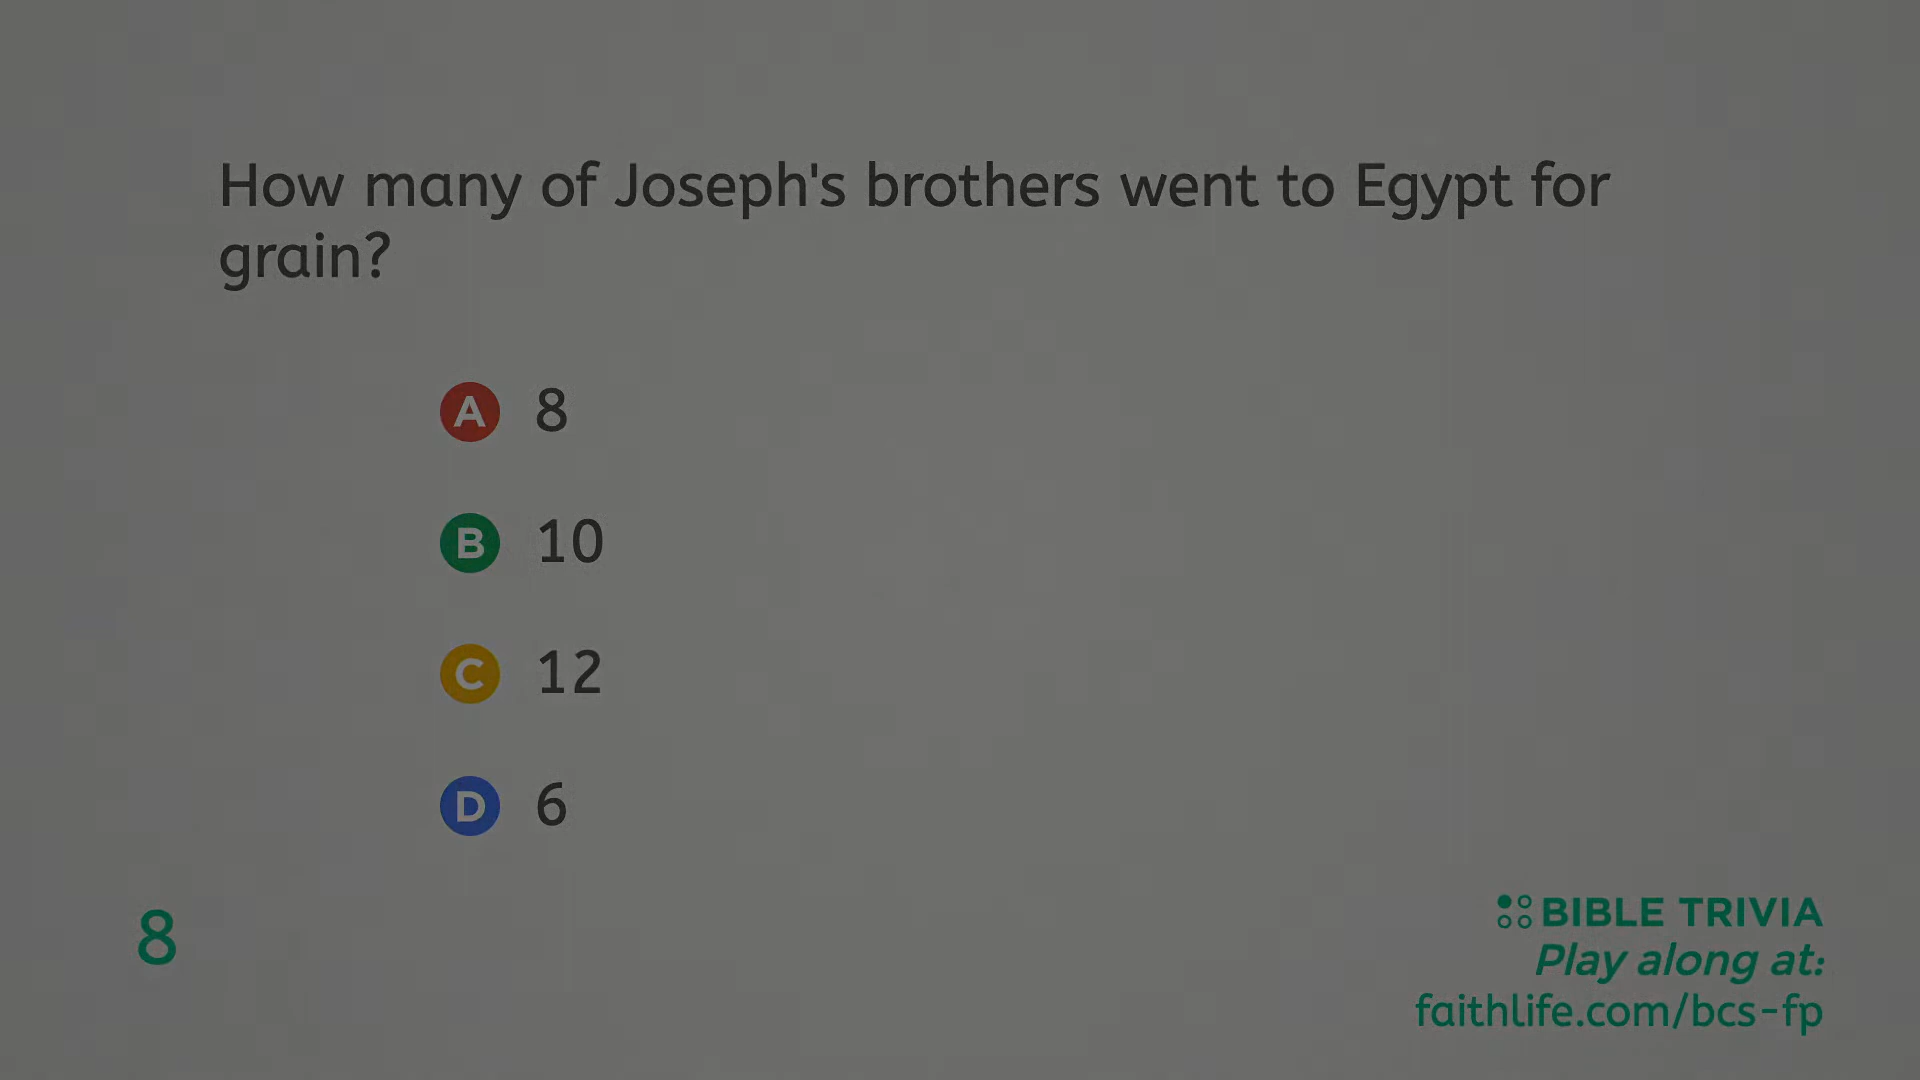 How many of Joseph's brothers went to Egypt for
grain?
A 8
B 10
C 12
D 6
8
BIBLE TRIVIA
Play along at:
faithlife.com/bcs-fp